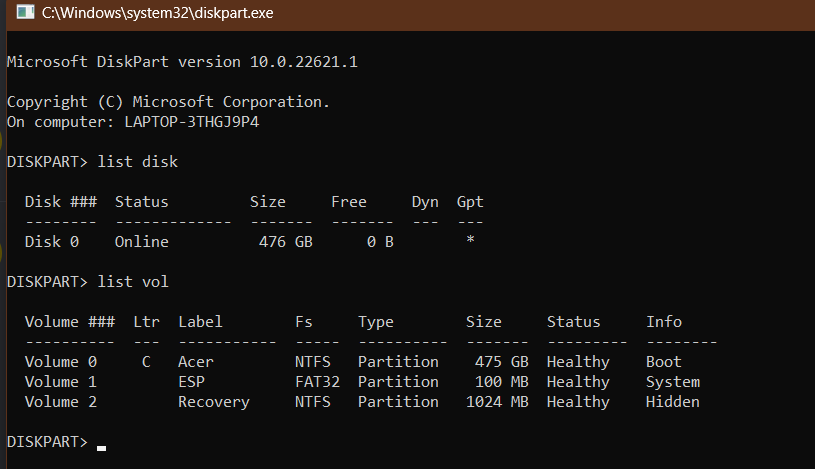 C:\Windows\system32\diskpart.exe
Microsoft DiskPart version 10.0.22621.1
Copyright (C) Microsoft Corporation.
On computer: LAPTOP-3THGJ9P4
DISKPART> list disk
  Disk ###  Status         Size     Free     Dyn  Gpt
  --------  -------------  -------  -------  ---  ---
  Disk 0    Online          476 GB      0 B        *
DISKPART> list vol
  Volume ###  Ltr  Label        Fs     Type        Size     Status     Info
  ----------  ---  -----------  -----  ----------  -------  ---------  --------
  Volume 0     C   Acer         NTFS   Partition    475 GB  Healthy    Boot
  Volume 1         ESP          FAT32  Partition    100 MB  Healthy    System
  Volume 2         Recovery     NTFS   Partition   1024 MB  Healthy    Hidden
DISKPART>